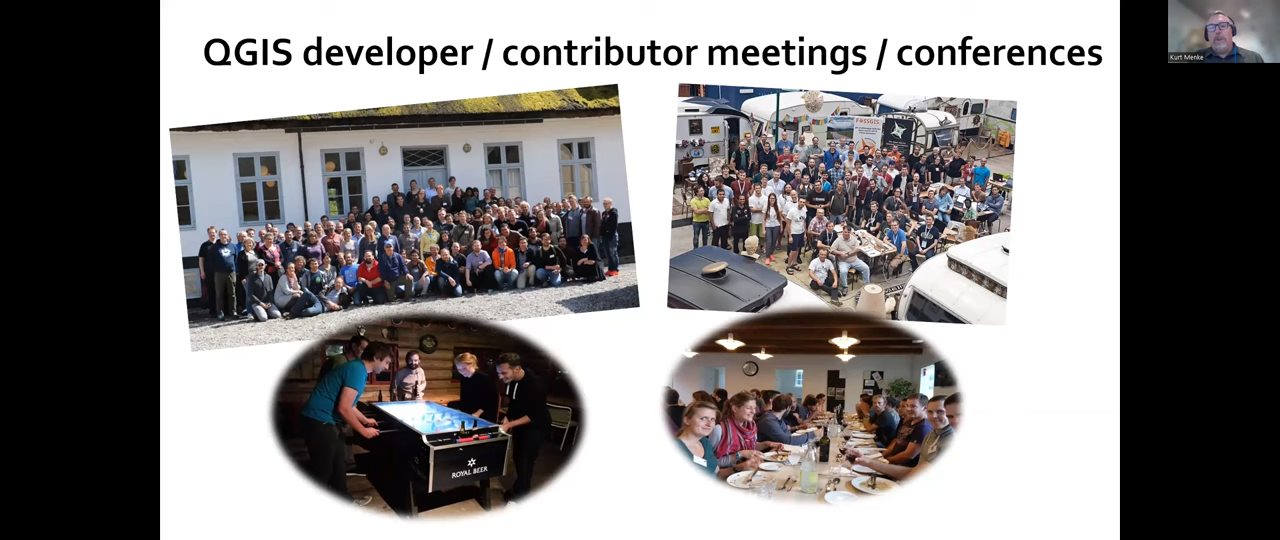 QGIS developer / contributor meetings / conferences
Kurt Menke
FOSSGIS
ROYAL BEER